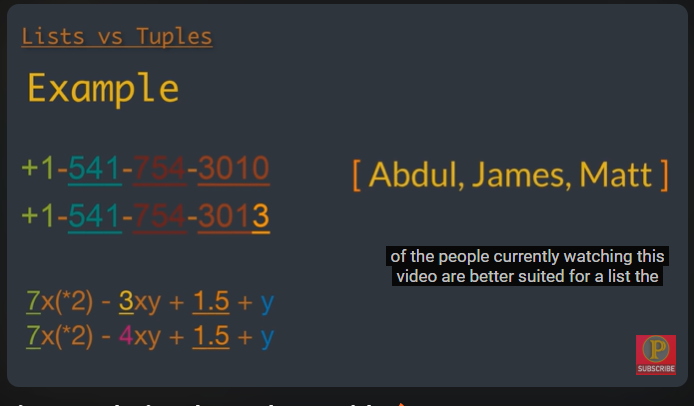 Lists vs Tuples
Example
+1-541-754-3010
+1-541-754-3013
[ Abdul, James, Matt ]
of the people currently watching this
video are better suited for a list the
7x(*2) - 3xy + 1.5 + y
7x(*2) - 4xy + 1.5 + y
P
SUBSCRIBE